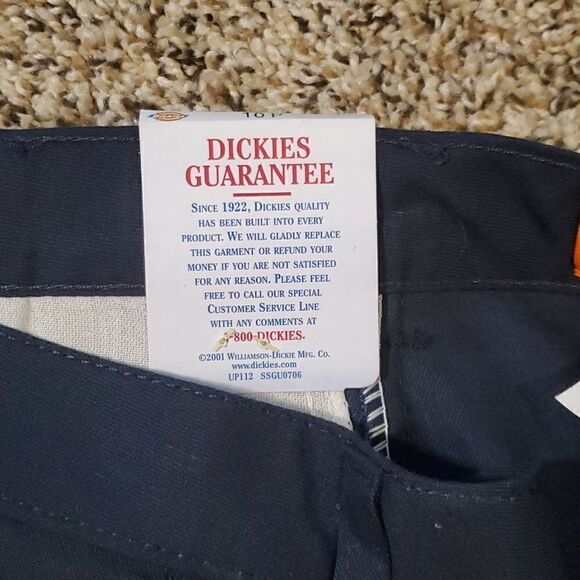 DICKIES
GUARANTEE
SINCE 1922, DICKIES QUALITY
HAS BEEN BUILT INTO EVERY
PRODUCT. WE WILL GLADLY REPLACE
THIS GARMENT OR REFUND YOUR
MONEY IF YOU ARE NOT SATISFIED
FOR ANY REASON. PLEASE FEEL
FREE TO CALL OUR SPECIAL
CUSTOMER SERVICE LINE
WITH ANY COMMENTS AT
-800-DICKIES.
©2001 WILLIAMSON-DICKIE MFG. CO.
www.dickies.com
UP112 SSGU0706